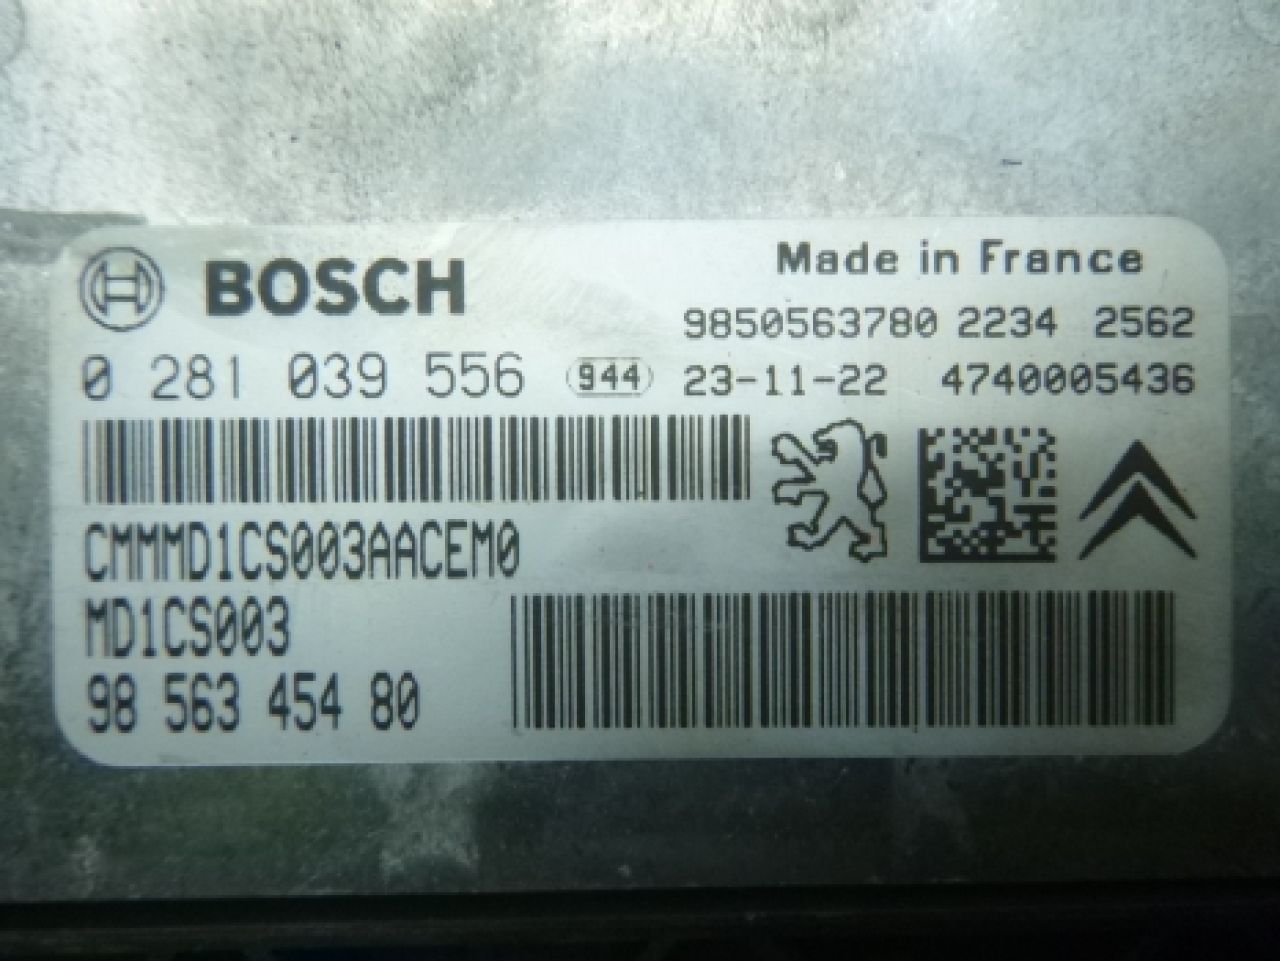 BOSCH
Made in France
9850563780 2234 2562
0 281 039 556 944 23-11-22 4740005436
CMMMD1CS003AACEM0
MD1CS003
98 563 454 80